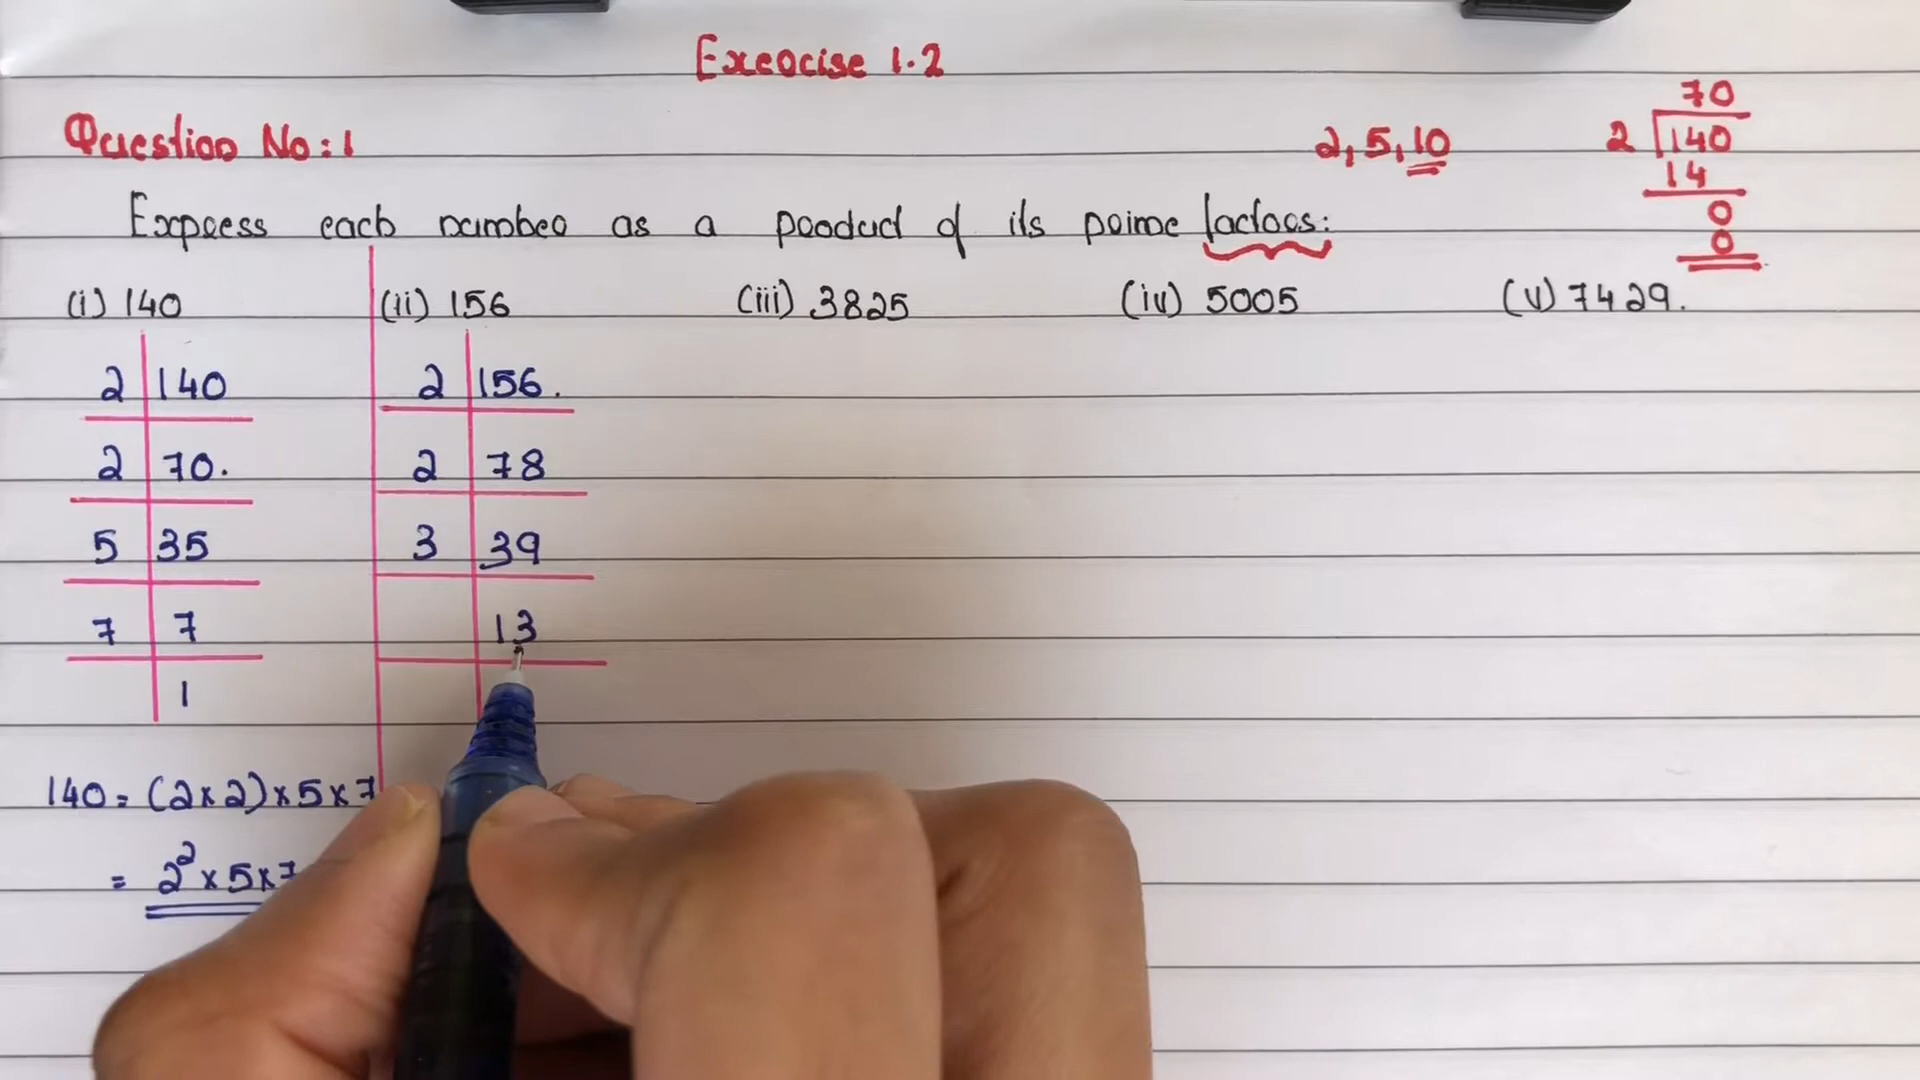 Exercise 1.2
Question No: 1
2, 5, 10
70
2 140
14
0
0
Express each number as a product of its prime factors:
(i) 140
(ii) 156
(iii) 3825
(iv) 5005
(v) 7429.
2 140
2 70.
5 35
7 7
1
140 = (2×2)×5×7
= 2²×5×7
2 156.
2 78
3 39
13